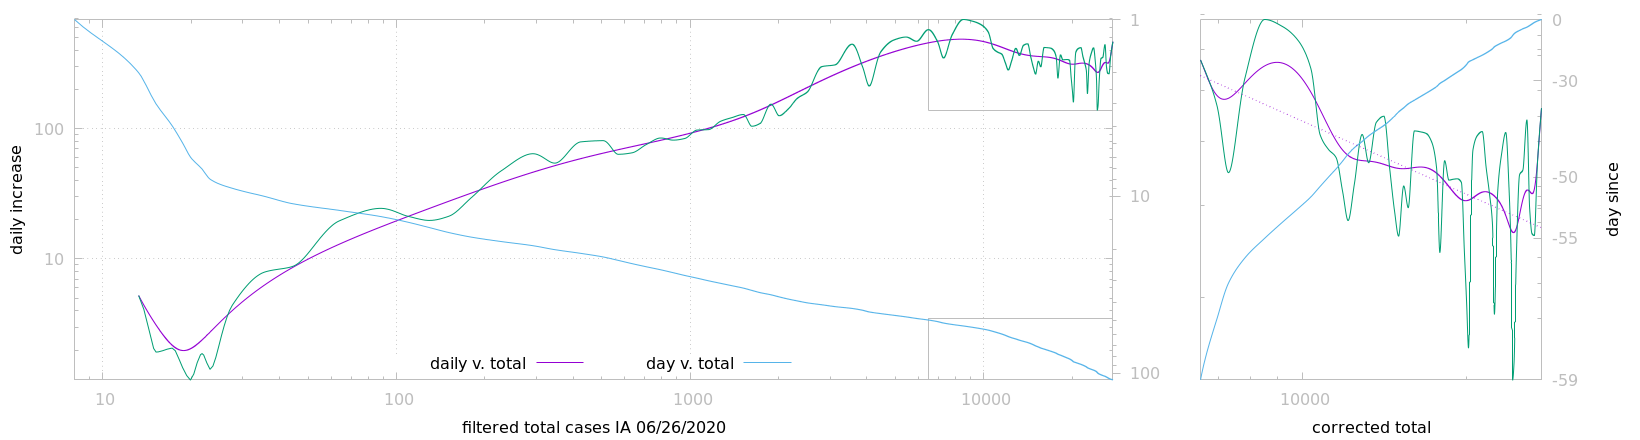 daily increase
100
10
10
100
1000
10000
filtered total cases IA 06/26/2020
daily v. total
day v. total
1
10
100
0
-30
-50
-55
-59
day since
10000
corrected total